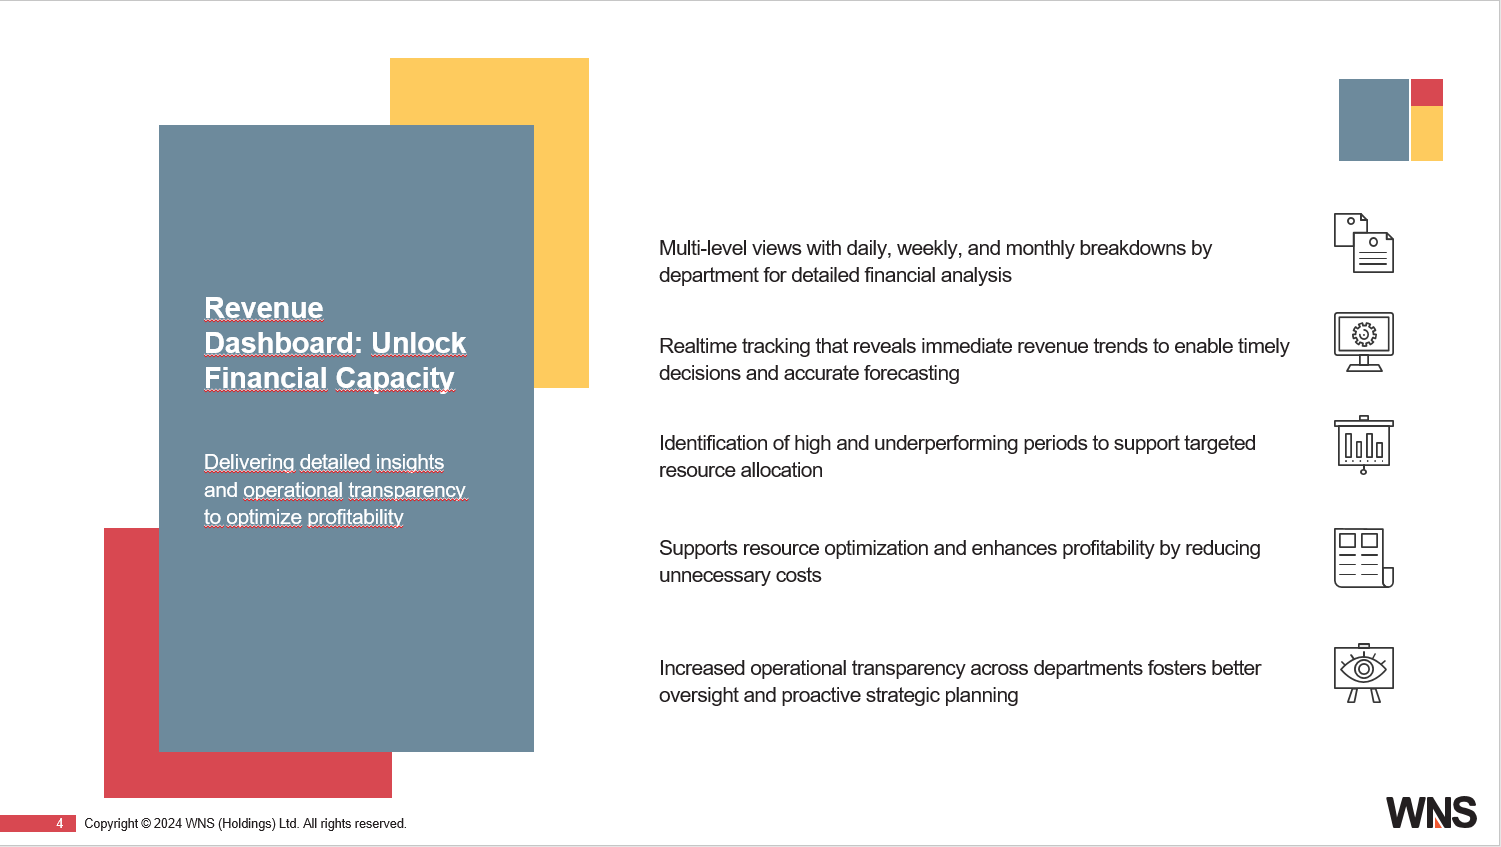 Revenue
Dashboard: Unlock
Financial Capacity
Delivering detailed insights
and operational transparency
to optimize profitability
Multi-level views with daily, weekly, and monthly breakdowns by
department for detailed financial analysis
Realtime tracking that reveals immediate revenue trends to enable timely
decisions and accurate forecasting
Identification of high and underperforming periods to support targeted
resource allocation
Supports resource optimization and enhances profitability by reducing
unnecessary costs
Increased operational transparency across departments fosters better
oversight and proactive strategic planning
4 Copyright © 2024 WNS (Holdings) Ltd. All rights reserved.
WNS